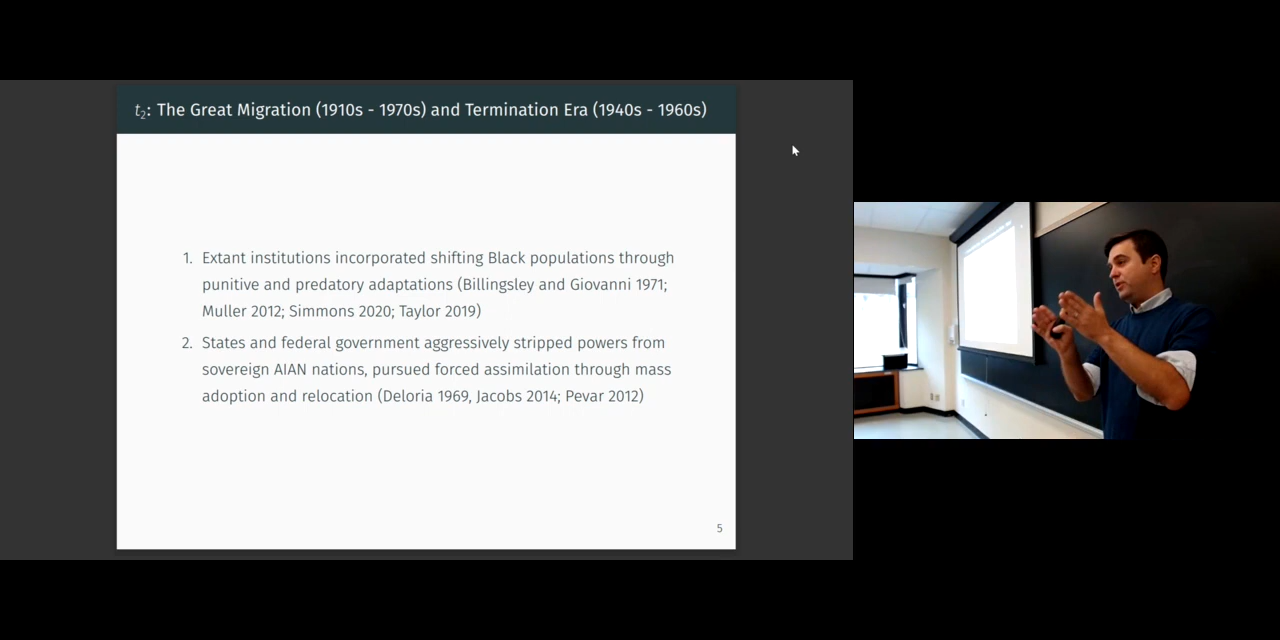 t2: The Great Migration (1910s - 1970s) and Termination Era (1940s - 1960s)
1. Extant institutions incorporated shifting Black populations through
punitive and predatory adaptations (Billingsley and Giovanni 1971;
Muller 2012; Simmons 2020; Taylor 2019)
2. States and federal government aggressively stripped powers from
sovereign AIAN nations, pursued forced assimilation through mass
adoption and relocation (Deloria 1969, Jacobs 2014; Pevar 2012)
5